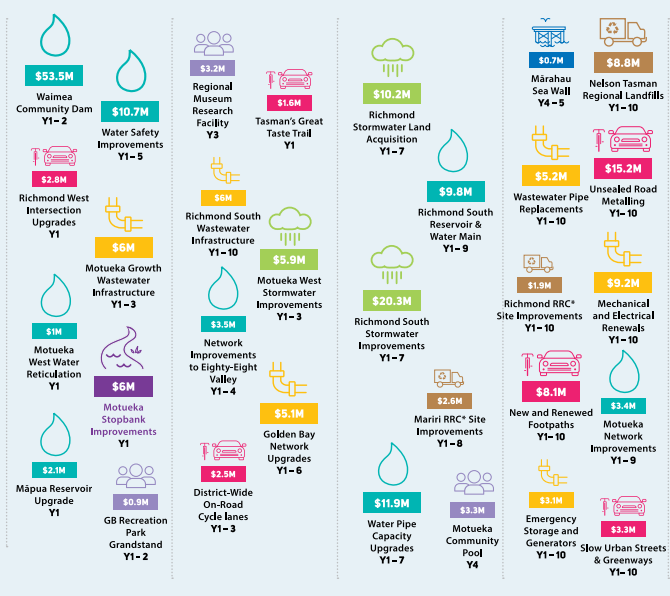 $53.5M
Waimea
Community Dam
Y1 – 2
$10.7M
Water Safety
Improvements
Y1 – 5
$2.8M
Richmond West
Intersection
Upgrades
Y1
$6M
Motueka Growth
Wastewater
Infrastructure
Y1 – 3
$1M
Motueka
West Water
Reticulation
Y1
$6M
Motueka
Stopbank
Improvements
Y1
$2.1M
Māpua Reservoir
Upgrade
Y1
$0.9M
GB Recreation
Park
Grandstand
Y1 – 2
$3.2M
Regional
Museum
Research
Facility
Y3
$1.6M
Tasman's Great
Taste Trail
Y1
$6M
Richmond South
Wastewater
Infrastructure
Y1 – 10
$5.9M
Motueka West
Stormwater
Improvements
Y1 – 3
$3.5M
Network
Improvements
to Eighty-Eight
Valley
Y1 – 4
$5.1M
Golden Bay
Network
Upgrades
Y1 – 6
$2.5M
District-Wide
On-Road
Cycle lanes
Y1 – 3
$10.2M
Richmond
Stormwater Land
Acquisition
Y1 – 7
$9.8M
Richmond South
Reservoir &
Water Main
Y1 – 9
$20.3M
Richmond South
Stormwater
Improvements
Y1 – 7
$2.6M
Mariri RRC* Site
Improvements
Y1 – 8
$11.9M
Water Pipe
Capacity
Upgrades
Y1 – 7
$3.3M
Motueka
Community
Pool
Y4
$0.7M
Mārahau
Sea Wall
Y4 – 5
$8.8M
Nelson Tasman
Regional Landfills
Y1 – 10
$5.2M
Wastewater Pipe
Replacements
Y1 – 10
$15.2M
Unsealed Road
Metalling
Y1 – 10
$1.9M
Richmond RRC*
Site Improvements
Y1 – 10
$9.2M
Mechanical
and Electrical
Renewals
Y1 – 10
$8.1M
New and Renewed
Footpaths
Y1 – 10
$3.4M
Motueka
Network
Improvements
Y1 – 9
$3.1M
Emergency
Storage and
Generators
Y1 – 10
$3.3M
Slow Urban Streets
& Greenways
Y1 – 10